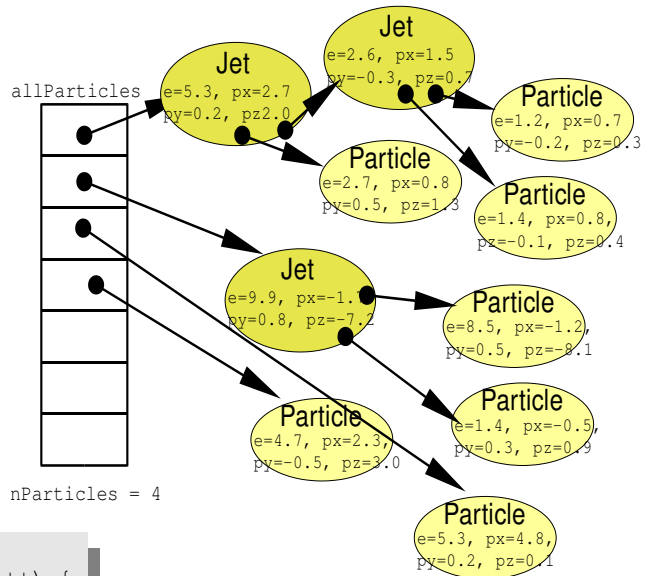 allParticles
Jet
e=5.3, px=2.7
py=0.2, pz2.0
Jet
e=2.6, px=1.5
py=-0.3, pz=0.7
Particle
e=1.2, px=0.7
py=-0.2, pz=0.3
Particle
e=2.7, px=0.8
py=0.5, pz=1.3
Particle
e=1.4, px=0.8,
pz=-0.1, pz=0.4
Jet
e=9.9, px=-1.7
py=0.8, pz=-7.2
Particle
e=8.5, px=-1.2,
py=0.5, pz=-8.1
Particle
e=1.4, px=-0.5,
py=0.3, pz=0.9
Particle
e=4.7, px=2.3,
py=-0.5, pz=3.0
Particle
e=5.3, px=4.8,
py=0.2, pz=0.1
nParticles = 4